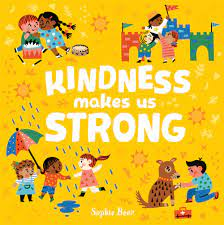 KINDNESS
makes us
STRONG
Sophie Beer